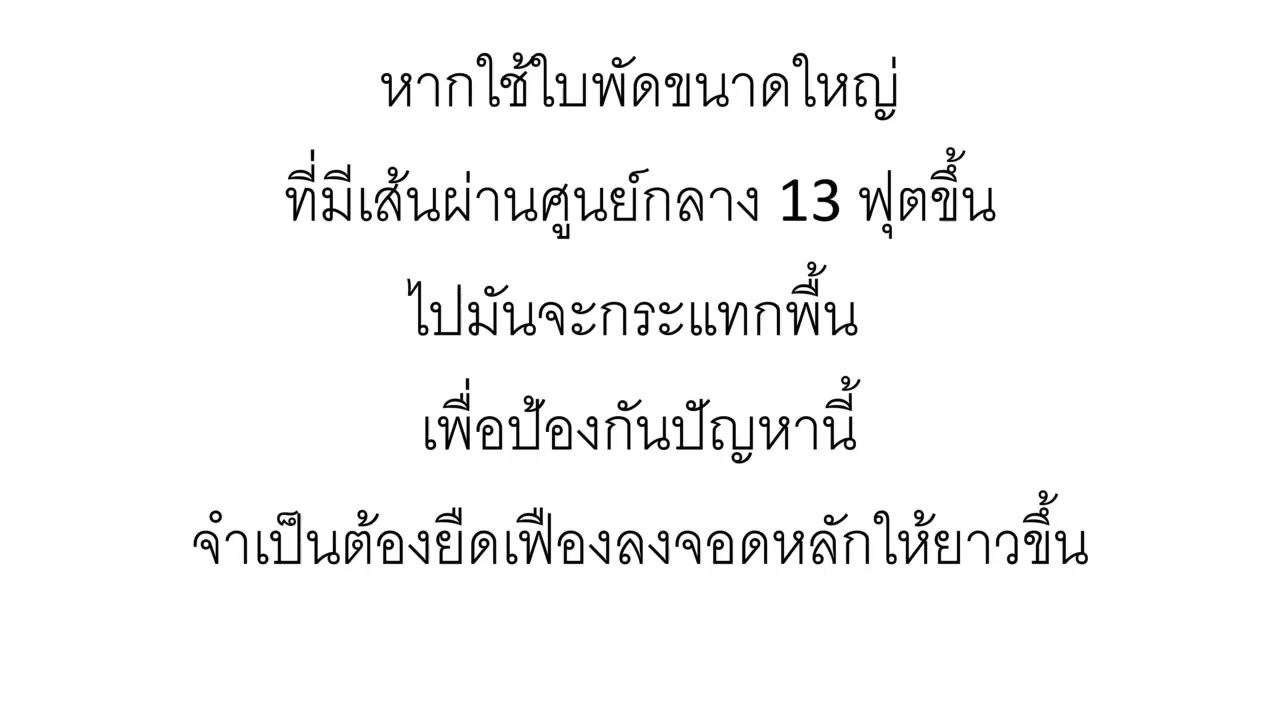 หากใช้ใบพัดขนาดใหญ่
ที่มีเส้นผ่านศูนย์กลาง 13 ฟุตขึ้น
ไปมันจะกระแทกพื้น
เพื่อป้องกันปัญหานี้
จำเป็นต้องยืดเฟืองลงจอดหลักให้ยาวขึ้น